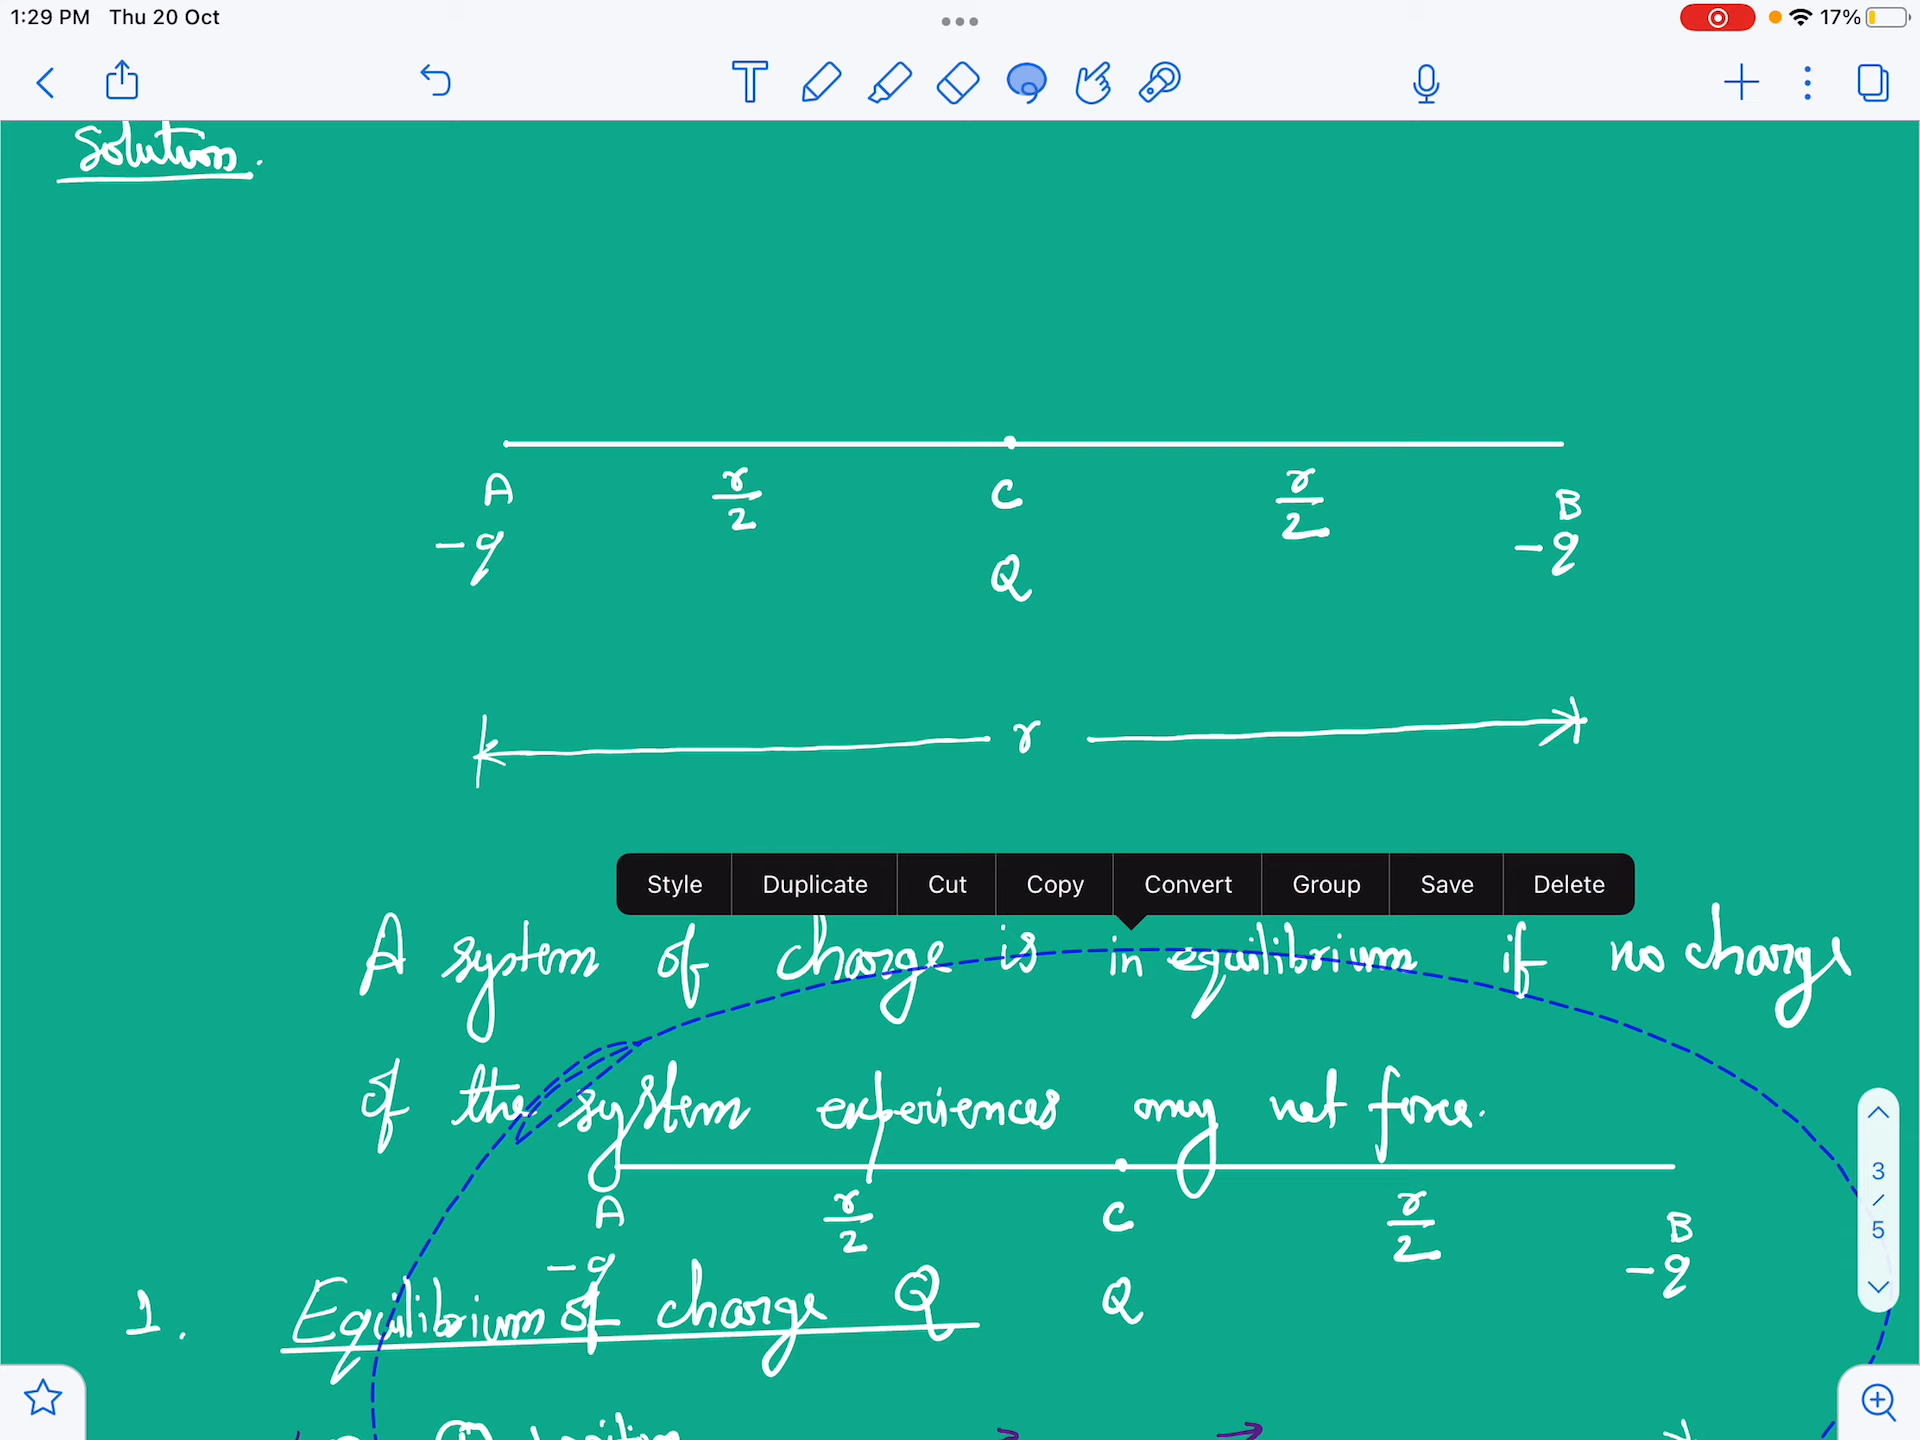 1:29 PM Thu 20 Oct
17%
T
Solution.
A r/2 C r/2 B
-q Q -q
r
Style Duplicate Cut Copy Convert Group Save Delete
A system of charge is in equilibrium if no charge
of the system experiences any net force.
A r/2 C r/2 B
-q Q -q
3
/
5
1. Equilibrium of charge Q